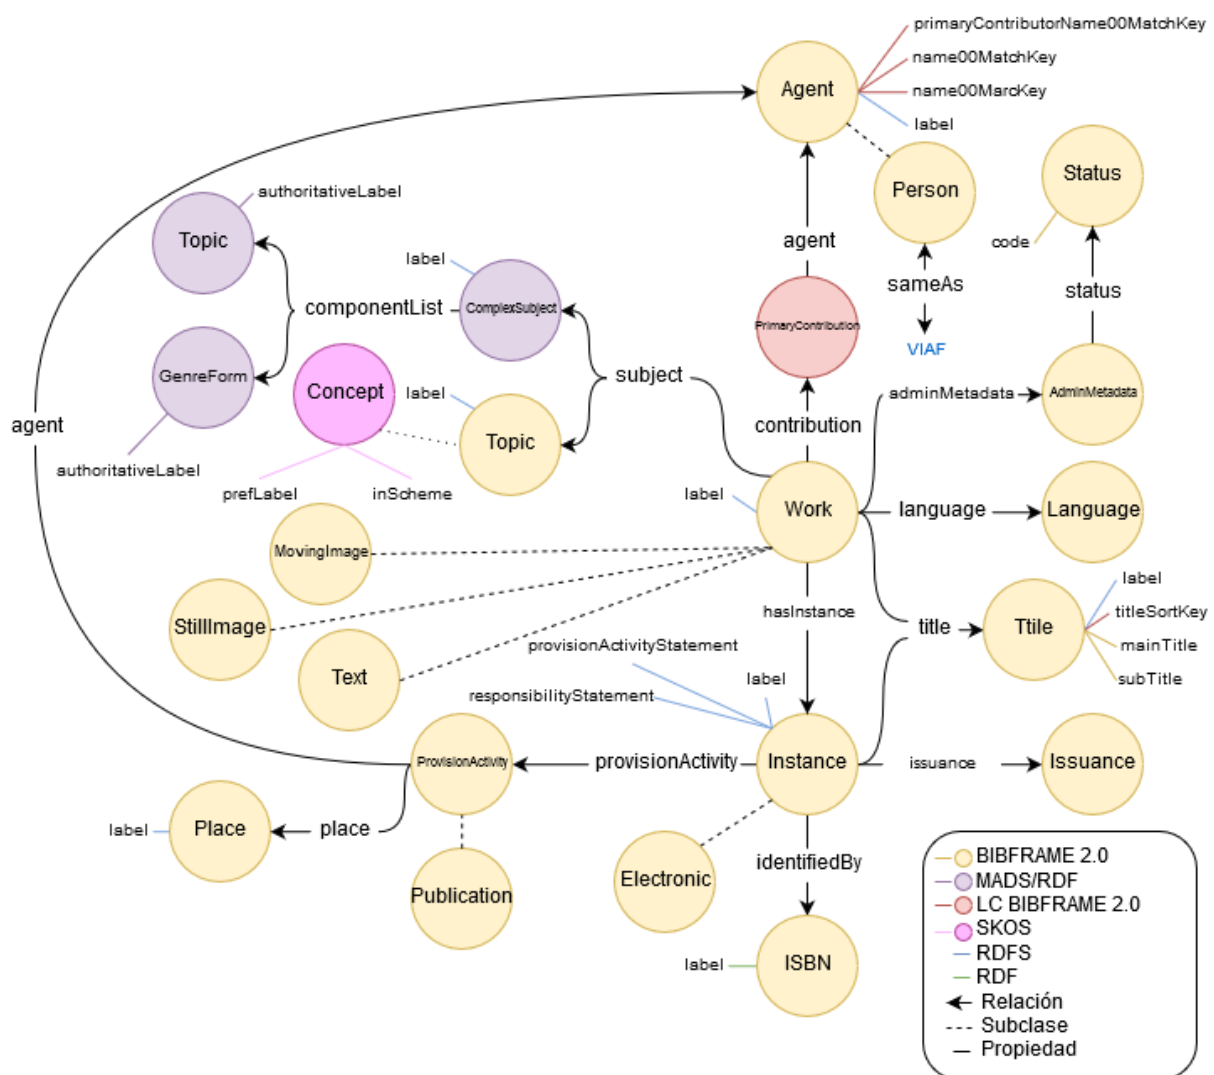 primaryContributorName00MatchKey
name00MatchKey
Agent
name00MarcKey
label
Status
Person
authoritativeLabel
Topic
code
agent
label
sameAs
status
componentList
ComplexSubject
PrimaryContribution
VIAF
GenreForm
subject
Concept
label
adminMetadata
AdminMetadata
agent
contribution
Topic
authoritativeLabel
prefLabel
inScheme
label
Work
language
Language
MovingImage
label
hasInstance
titleSortKey
StillImage
title
Ttile
provisionActivityStatement
mainTitle
Text
label
subTitle
responsibilityStatement
ProvisionActivity
provisionActivity
Instance
issuance
Issuance
label
Place
place
BIBFRAME 2.0
identifiedBy
MADS/RDF
Electronic
Publication
LC BIBFRAME 2.0
SKOS
RDFS
label
ISBN
RDF
Relación
Subclase
Propiedad